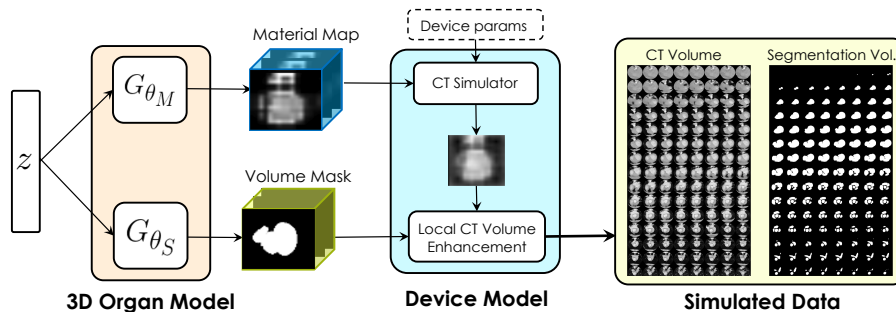 z
G_{θ_M}
G_{θ_S}
3D Organ Model
Material Map
Volume Mask
Device params
CT Simulator
Local CT Volume
Enhancement
Device Model
CT Volume
Segmentation Vol.
Simulated Data